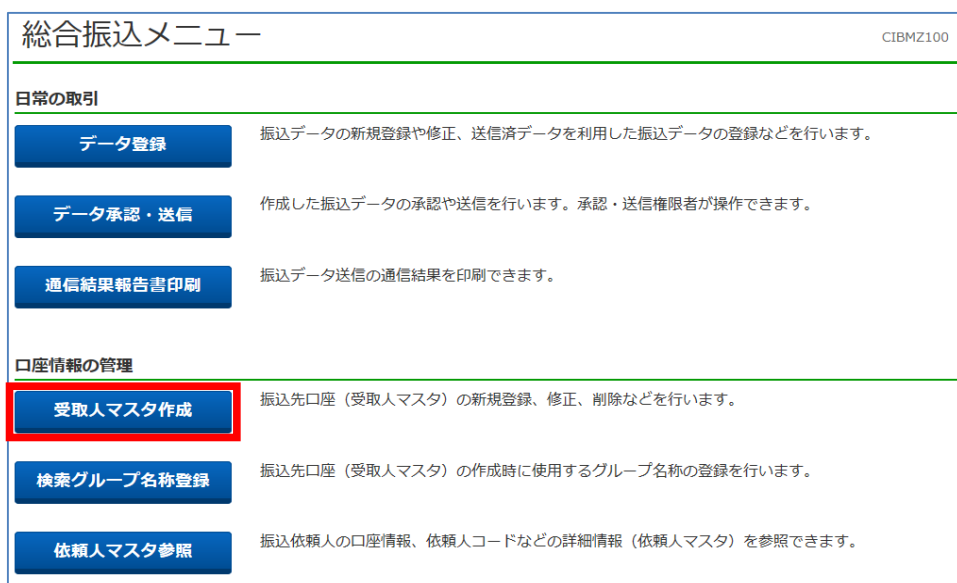 総合振込メニュー
CIBMZ100
日常の取引
データ登録
振込データの新規登録や修正、送信済データを利用した振込データの登録などを行います。
データ承認・送信
作成した振込データの承認や送信を行います。承認・送信権限者が操作できます。
通信結果報告書印刷
振込データ送信の通信結果を印刷できます。
口座情報の管理
受取人マスタ作成
振込先口座（受取人マスタ）の新規登録、修正、削除などを行います。
検索グループ名称登録
振込先口座（受取人マスタ）の作成時に使用するグループ名称の登録を行います。
依頼人マスタ参照
振込依頼人の口座情報、依頼人コードなどの詳細情報（依頼人マスタ）を参照できます。